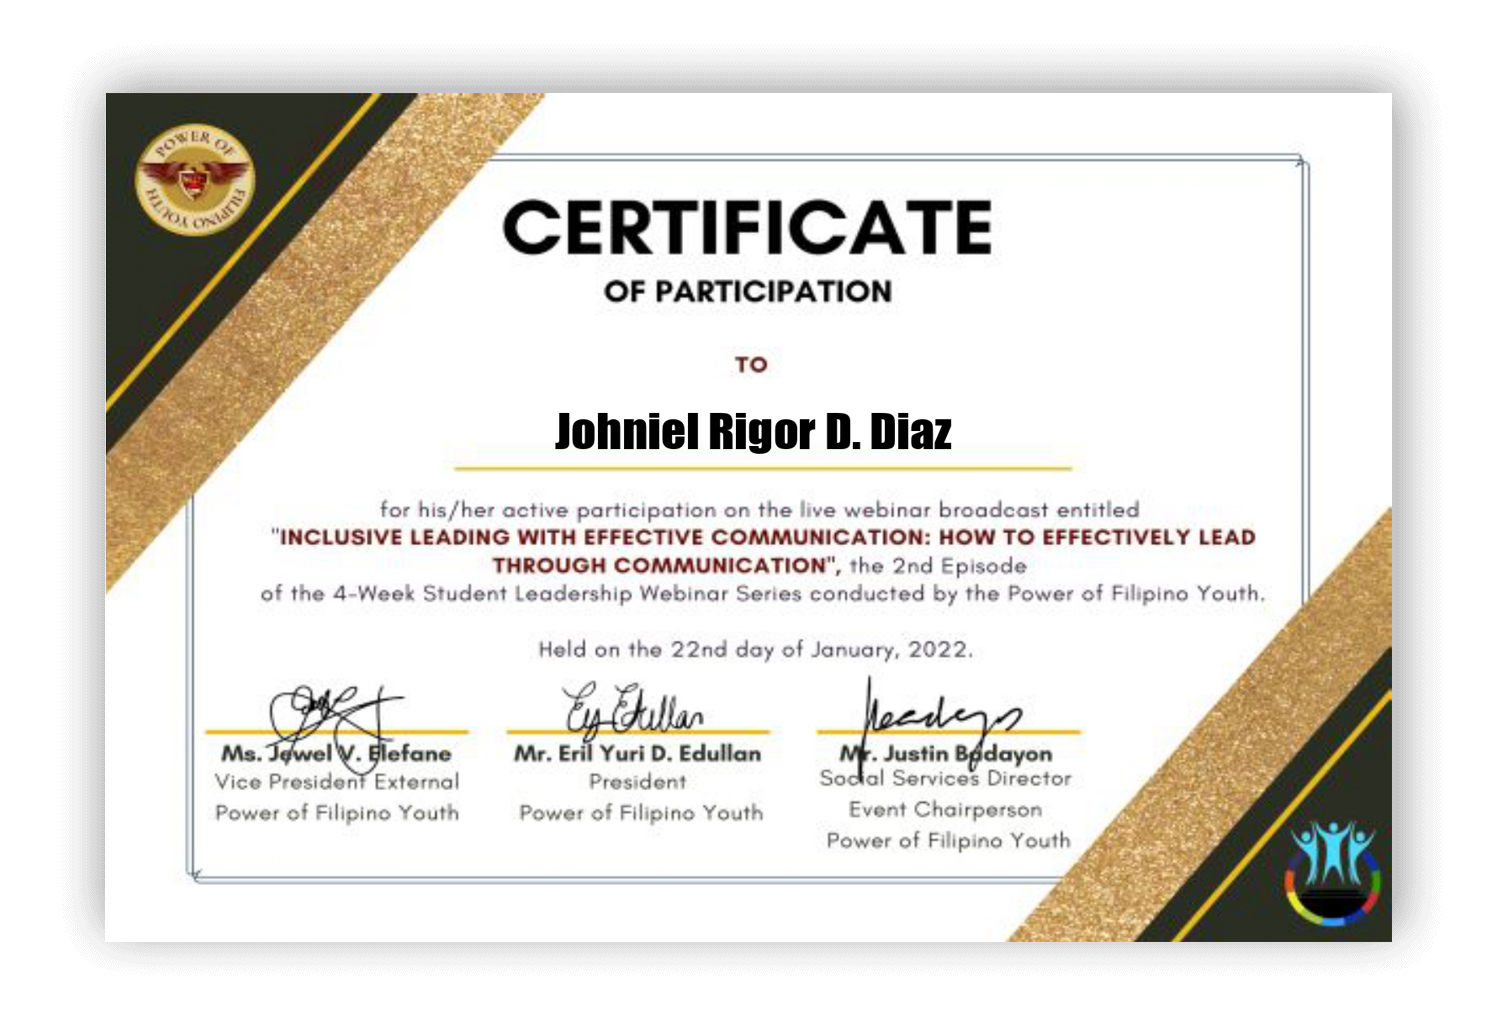 POWER OF
FILIPINO YOUTH
CERTIFICATE
OF PARTICIPATION
TO
Johniel Rigor D. Diaz
for his/her active participation on the live webinar broadcast entitled
"INCLUSIVE LEADING WITH EFFECTIVE COMMUNICATION: HOW TO EFFECTIVELY LEAD
THROUGH COMMUNICATION", the 2nd Episode
of the 4-Week Student Leadership Webinar Series conducted by the Power of Filipino Youth.
Held on the 22nd day of January, 2022.
Ms. Jewel V. Elefane
Vice President External
Power of Filipino Youth
Mr. Eril Yuri D. Edullan
President
Power of Filipino Youth
Mr. Justin Badayon
Social Services Director
Event Chairperson
Power of Filipino Youth